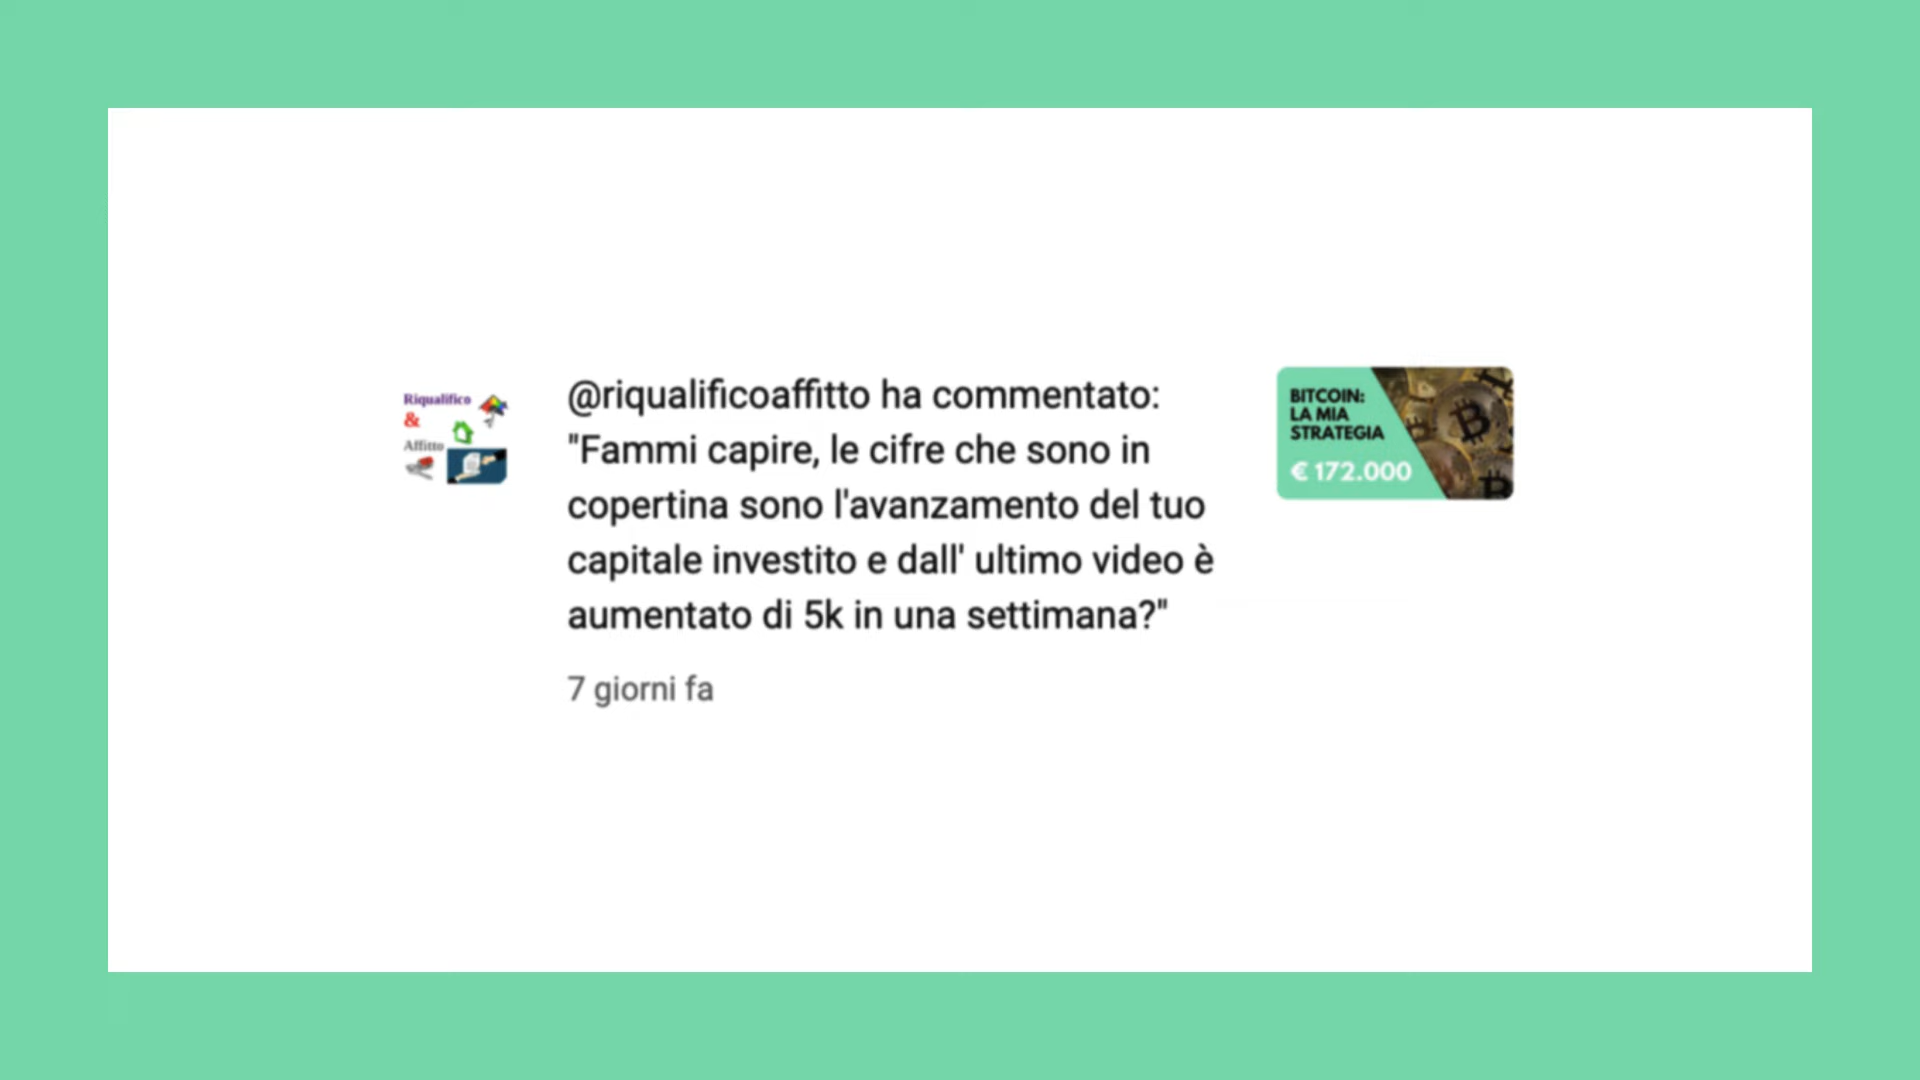 Riqualifico
&
Affitto
@riqualificoaffitto ha commentato:
"Fammi capire, le cifre che sono in
copertina sono l'avanzamento del tuo
capitale investito e dall' ultimo video è
aumentato di 5k in una settimana?"
7 giorni fa
BITCOIN:
LA MIA
STRATEGIA
€ 172.000